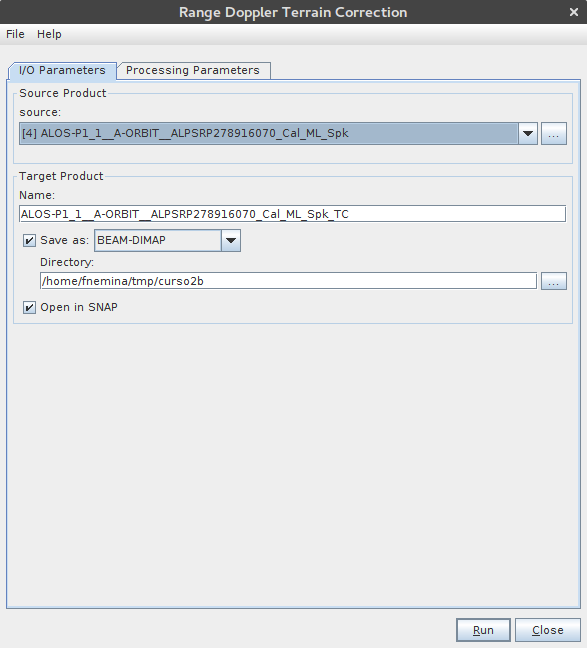 Range Doppler Terrain Correction
File Help
I/O Parameters Processing Parameters
Source Product
source:
[4] ALOS-P1_1__A-ORBIT__ALPSRP278916070_Cal_ML_Spk
...
Target Product
Name:
ALOS-P1_1__A-ORBIT__ALPSRP278916070_Cal_ML_Spk_TC
Save as: BEAM-DIMAP
Directory:
/home/fnemina/tmp/curso2b
...
Open in SNAP
Run Close